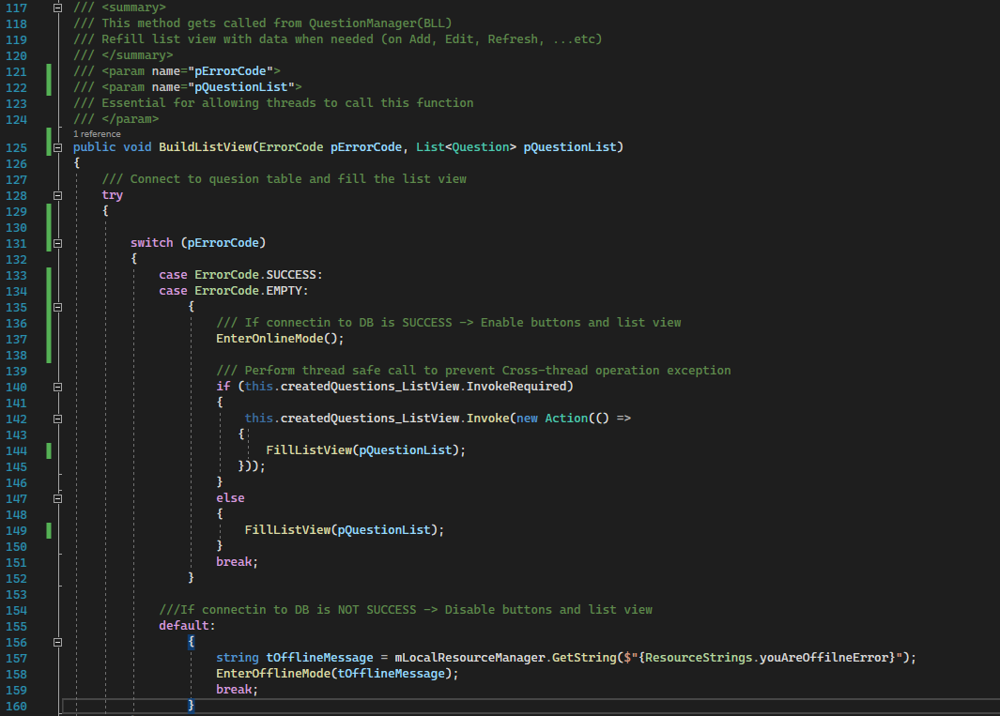 117 /// <summary>
118 /// This method gets called from QuestionManager(BLL)
119 /// Refill list view with data when needed (on Add, Edit, Refresh, ...etc)
120 /// </summary>
121 /// <param name="pErrorCode">
122 /// <param name="pQuestionList">
123 /// Essential for allowing threads to call this function
124 /// </param>
1 reference
125 public void BuildListView(ErrorCode pErrorCode, List<Question> pQuestionList)
126 {
127 /// Connect to quesion table and fill the list view
128 try
129 {
130
131 switch (pErrorCode)
132 {
133 case ErrorCode.SUCCESS:
134 case ErrorCode.EMPTY:
135 {
136 /// If connectin to DB is SUCCESS -> Enable buttons and list view
137 EnterOnlineMode();
138
139 /// Perform thread safe call to prevent Cross-thread operation exception
140 if (this.createdQuestions_ListView.InvokeRequired)
141 {
142 this.createdQuestions_ListView.Invoke(new Action(() =>
143 {
144 FillListView(pQuestionList);
145 }));
146 }
147 else
148 {
149 FillListView(pQuestionList);
150 }
151 break;
152 }
153
154 ///If connectin to DB is NOT SUCCESS -> Disable buttons and list view
155 default:
156 {
157 string tOfflineMessage = mLocalResourceManager.GetString($"{ResourceStrings.youAreOffilneError}");
158 EnterOfflineMode(tOfflineMessage);
159 break;
160 }